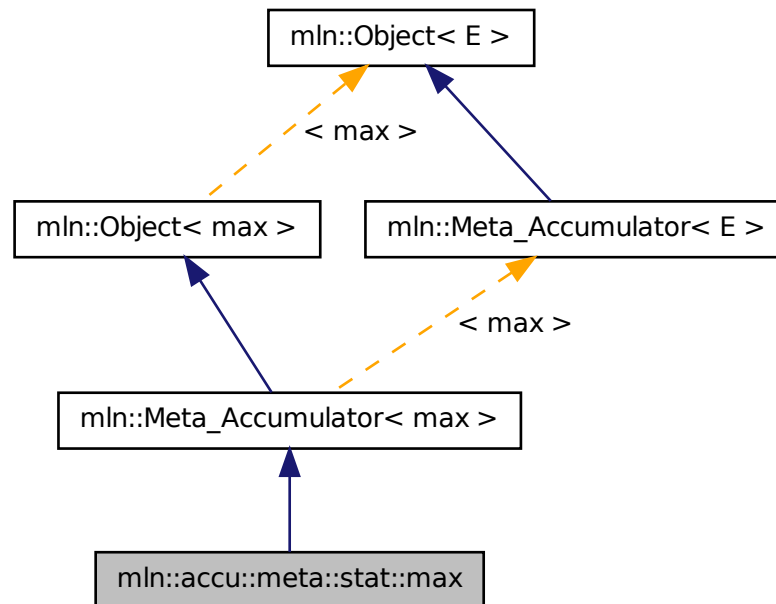 mln::Object< E >
< max >
mln::Object< max >
mln::Meta_Accumulator< E >
< max >
mln::Meta_Accumulator< max >
mln::accu::meta::stat::max